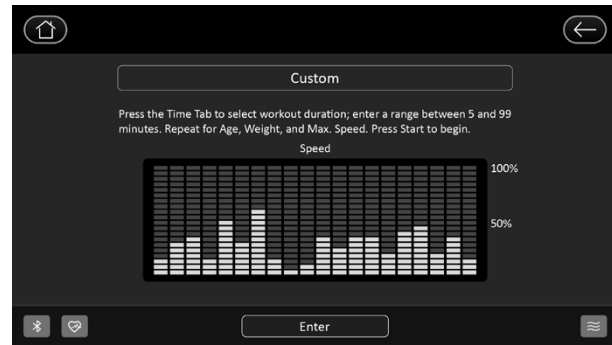 Custom
Press the Time Tab to select workout duration; enter a range between 5 and 99
minutes. Repeat for Age, Weight, and Max. Speed. Press Start to begin.
Speed
100%
50%
Enter